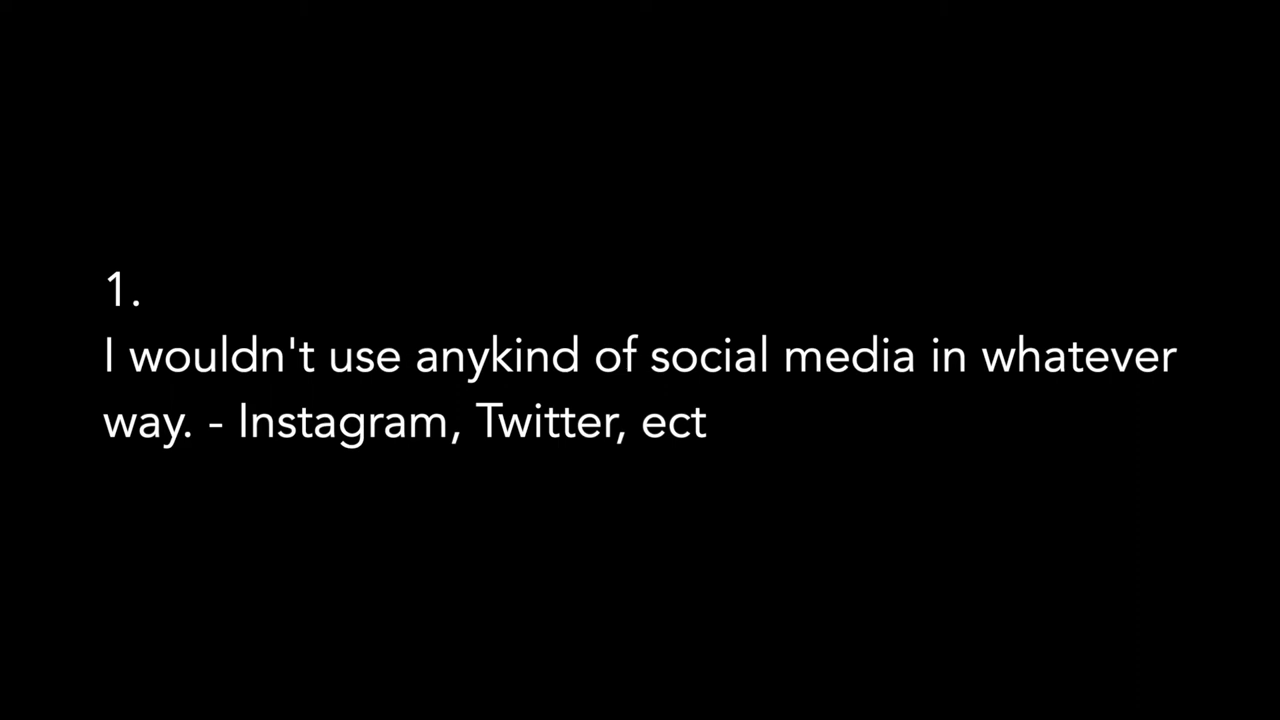 1.
I wouldn't use anykind of social media in whatever
way. - Instagram, Twitter, ect